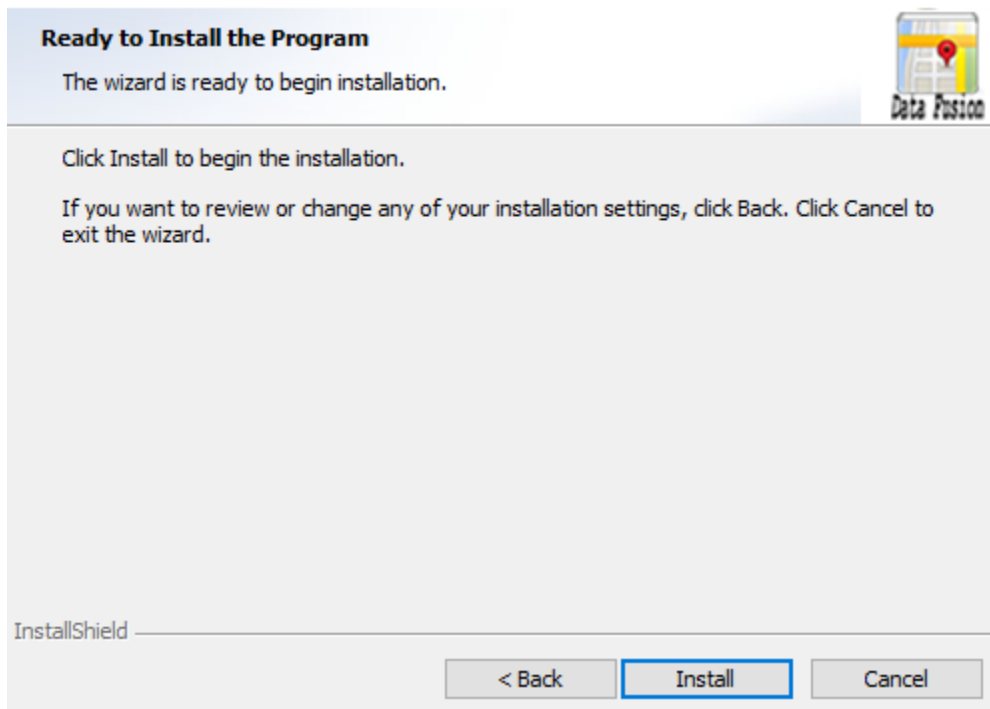 Ready to Install the Program
The wizard is ready to begin installation.
Data Fusion
Click Install to begin the installation.
If you want to review or change any of your installation settings, click Back. Click Cancel to
exit the wizard.
InstallShield
< Back
Install
Cancel